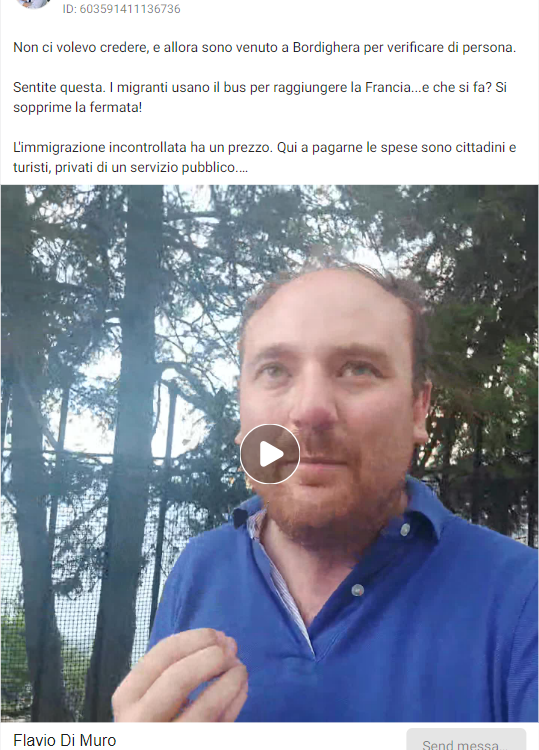 ID: 603591411136736
Non ci volevo credere, e allora sono venuto a Bordighera per verificare di persona.
Sentite questa. I migranti usano il bus per raggiungere la Francia...e che si fa? Si
sopprime la fermata!
L'immigrazione incontrollata ha un prezzo. Qui a pagarne le spese sono cittadini e
turisti, privati di un servizio pubblico....
Flavio Di Muro
Send messa...